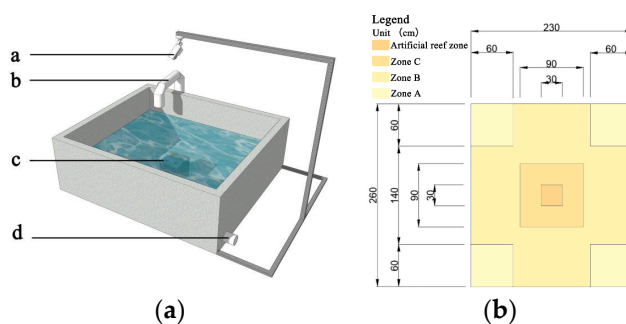 a
b
c
d
(a)
Legend
Unit （cm）
Artificial reef zone
Zone C
Zone B
Zone A
230
60
60
90
30
60
260
140
90
30
60
(b)